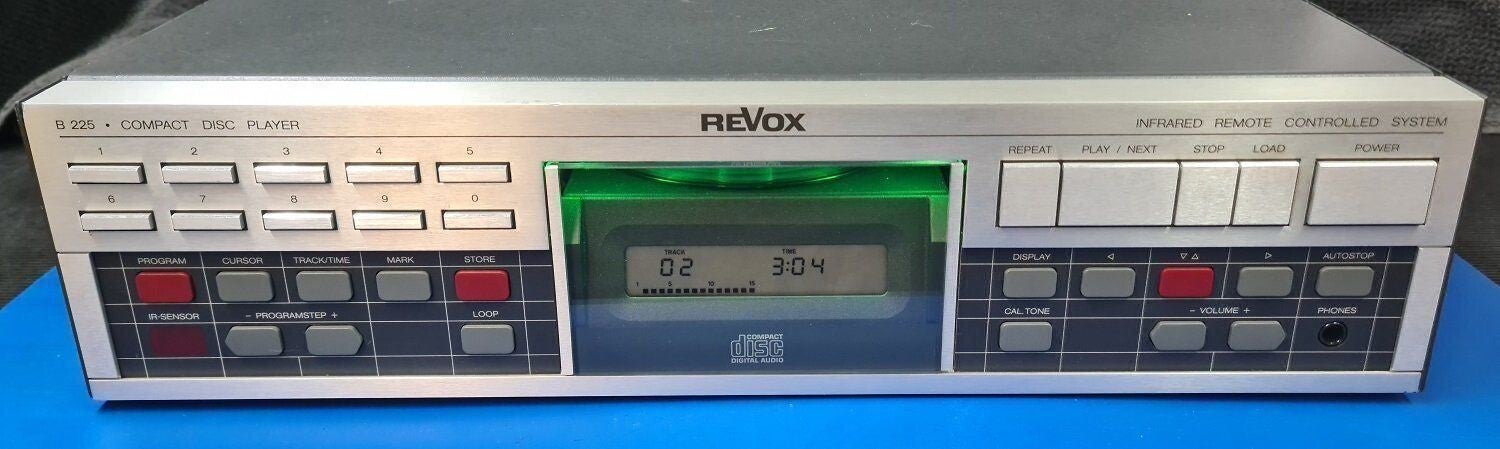 B 225 • COMPACT DISC PLAYER
REVOX
INFRARED REMOTE CONTROLLED SYSTEM
1 2 3 4 5
6 7 8 9 0
REPEAT PLAY / NEXT STOP LOAD POWER
TRACK TIME
02 3:04
1 5 10 15
COMPACT
disc
DIGITAL AUDIO
PROGRAM CURSOR TRACK/TIME MARK STORE
IR-SENSOR - PROGRAMSTEP + LOOP
DISPLAY ◁ ▽ △ ▷ AUTOSTOP
CAL.TONE - VOLUME + PHONES